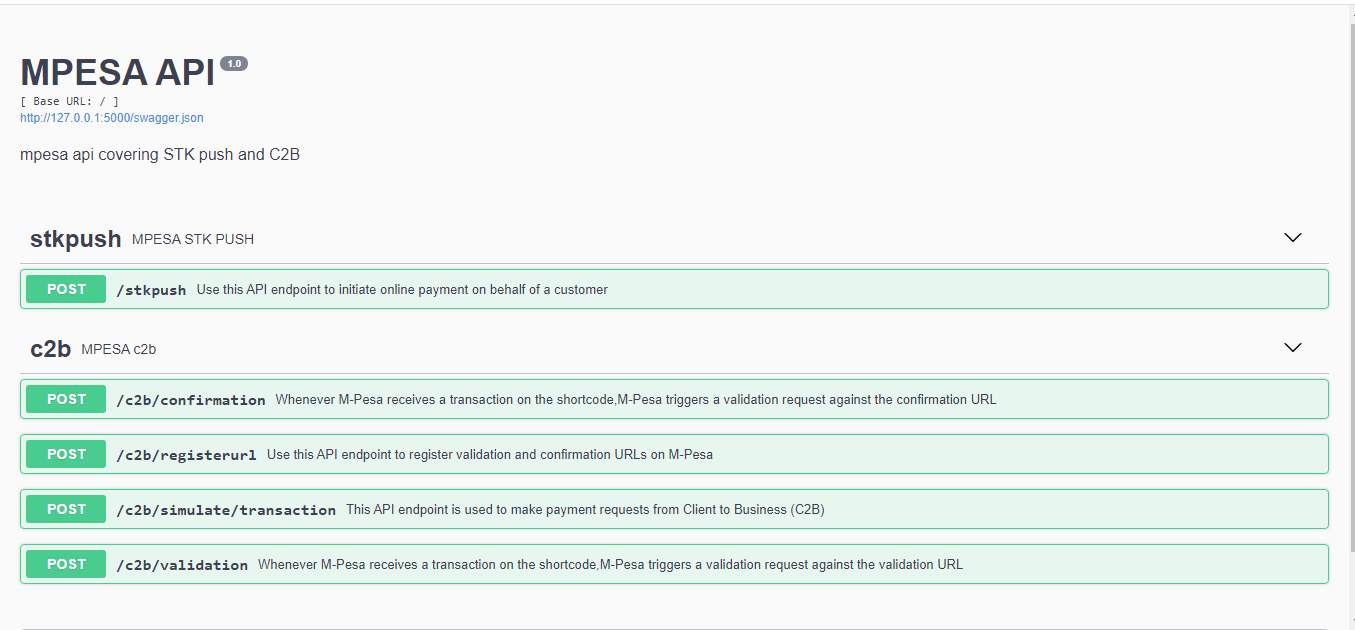 MPESA API 1.0
[ Base URL: / ]
http://127.0.0.1:5000/swagger.json
mpesa api covering STK push and C2B
stkpush MPESA STK PUSH
POST /stkpush Use this API endpoint to initiate online payment on behalf of a customer
c2b MPESA c2b
POST /c2b/confirmation Whenever M-Pesa receives a transaction on the shortcode,M-Pesa triggers a validation request against the confirmation URL
POST /c2b/registerurl Use this API endpoint to register validation and confirmation URLs on M-Pesa
POST /c2b/simulate/transaction This API endpoint is used to make payment requests from Client to Business (C2B)
POST /c2b/validation Whenever M-Pesa receives a transaction on the shortcode,M-Pesa triggers a validation request against the validation URL